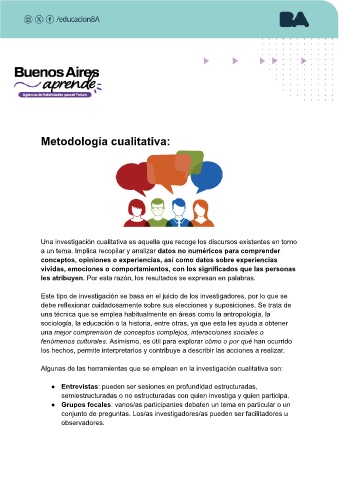 /educacionBA
BA
Buenos Aires
aprende
Agencia de Habilidades para el Futuro
Metodología cualitativa:
Una investigación cualitativa es aquella que recoge los discursos existentes en torno
a un tema. Implica recopilar y analizar datos no numéricos para comprender
conceptos, opiniones o experiencias, así como datos sobre experiencias
vividas, emociones o comportamientos, con los significados que las personas
les atribuyen. Por esta razón, los resultados se expresan en palabras.
Este tipo de investigación se basa en el juicio de los investigadores, por lo que se
debe reflexionar cuidadosamente sobre sus elecciones y suposiciones. Se trata de
una técnica que se emplea habitualmente en áreas como la antropología, la
sociología, la educación o la historia, entre otras, ya que esta les ayuda a obtener
una mejor comprensión de conceptos complejos, interacciones sociales o
fenómenos culturales. Asimismo, es útil para explorar cómo o por qué han ocurrido
los hechos, permite interpretarlos y contribuye a describir las acciones a realizar.
Algunas de las herramientas que se emplean en la investigación cualitativa son:
● Entrevistas: pueden ser sesiones en profundidad estructuradas,
semiestructuradas o no estructuradas con quien investiga y quien participa.
● Grupos focales: varios/as participantes debaten un tema en particular o un
conjunto de preguntas. Los/as investigadores/as pueden ser facilitadores u
observadores.